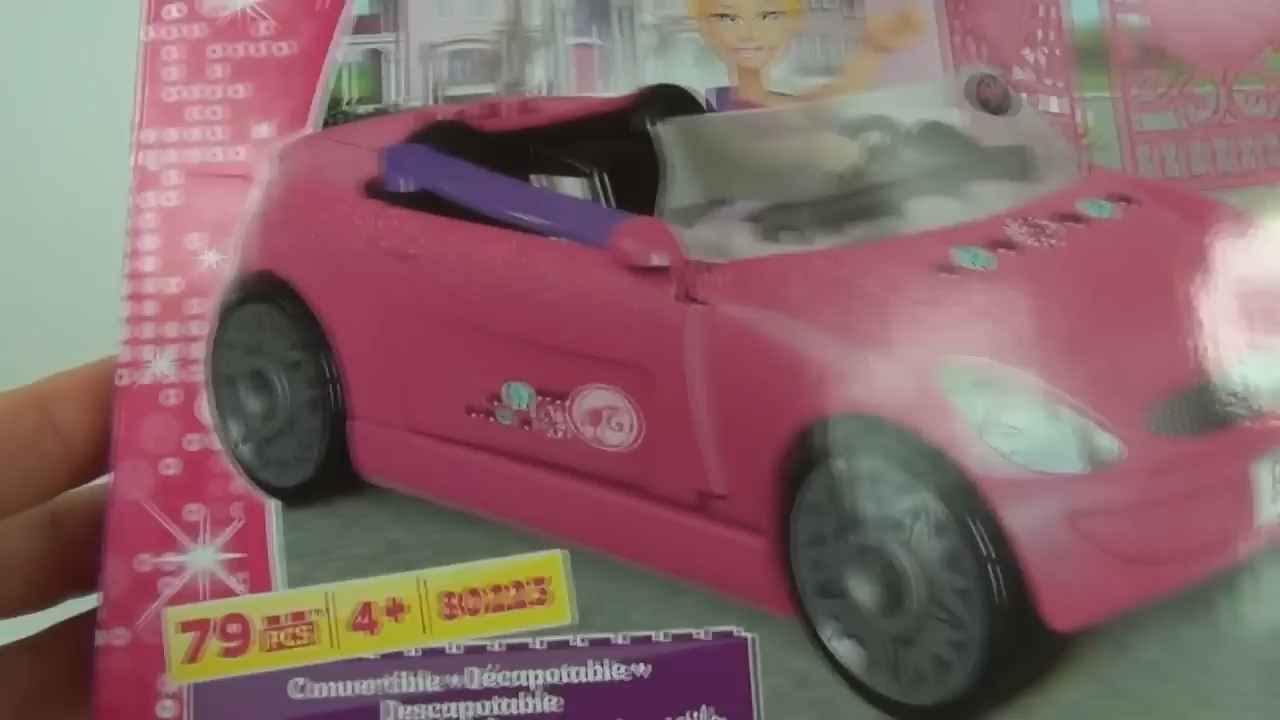 79 PCS 4+ 80223
Convertible • Décapotable •
Descapotable